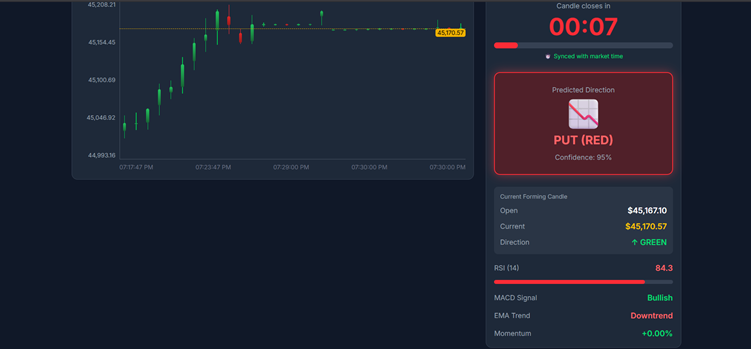 45,208.21
45,154.45
45,100.69
45,046.92
44,993.16
45,170.57
07:17:47 PM 07:23:47 PM 07:29:00 PM 07:30:00 PM 07:30:00 PM
Candle closes in
00:07
Synced with market time
Predicted Direction
PUT (RED)
Confidence: 95%
Current Forming Candle
Open $45,167.10
Current $45,170.57
Direction ↑ GREEN
RSI (14) 84.3
MACD Signal Bullish
EMA Trend Downtrend
Momentum +0.00%